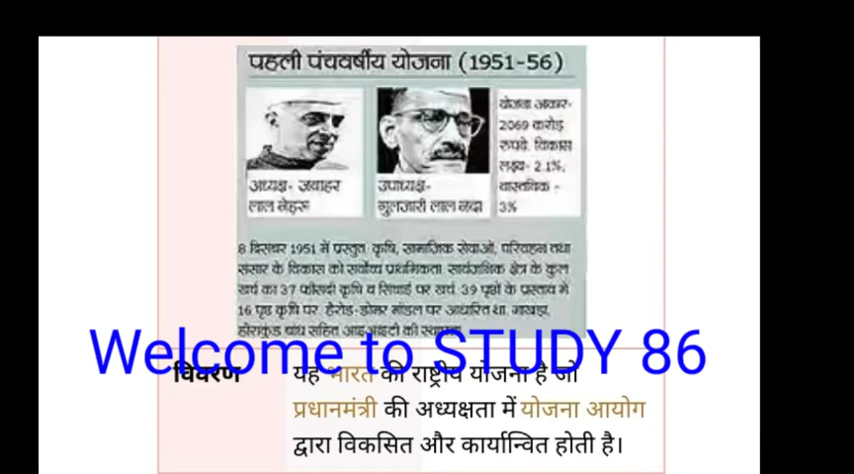 पहली पंचवर्षीय योजना (1951-56)
अध्यक्ष- जवाहर
लाल नेहरू
उपाध्यक्ष-
गुलजारी लाल नंदा
योजना आकार-
2069 करोड़
रुपये. विकास
लक्ष्य- 2.1%,
वास्तविक -
3%
8 दिसंबर 1951 में प्रस्तुत. कृषि, सामाजिक सेवाओं, परिवहन तथा
संसार के विकास को सर्वोच्च प्राथमिकता. सार्वजनिक क्षेत्र के कुल
खर्च का 37 फीसदी कृषि व सिंचाई पर खर्च. 39 पृष्ठों के प्रस्ताव में
16 पृष्ठ कृषि पर. हैरोड-डोमर मॉडल पर आधारित था. भाखड़ा,
हीराकुंड बांध सहित आइआइटी की स्थापना
Welcome to STUDY 86
विवरण
यह भारत की राष्ट्रीय योजना है जो
प्रधानमंत्री की अध्यक्षता में योजना आयोग
द्वारा विकसित और कार्यान्वित होती है।